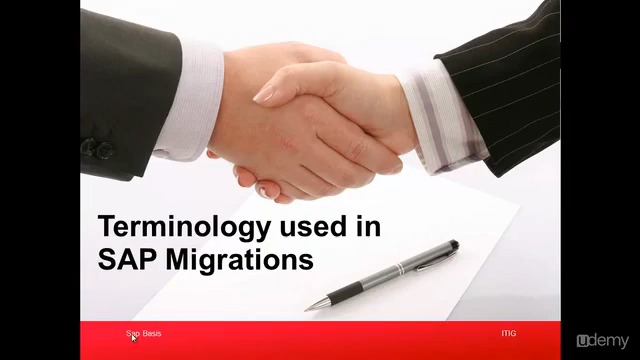 Terminology used in
SAP Migrations
Sap Basis
ITIG
udemy